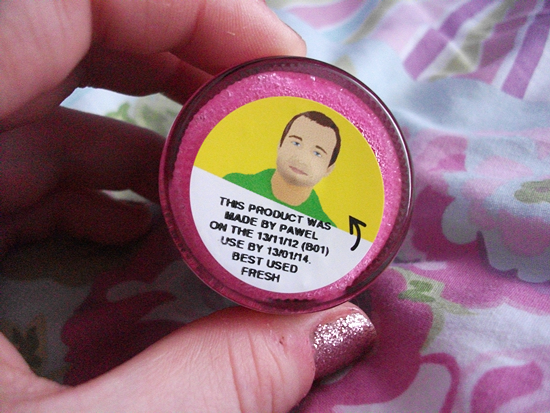 THIS PRODUCT WAS
MADE BY PAWEL
ON THE 13/11/12 (B01)
USE BY 13/01/14.
BEST USED
FRESH